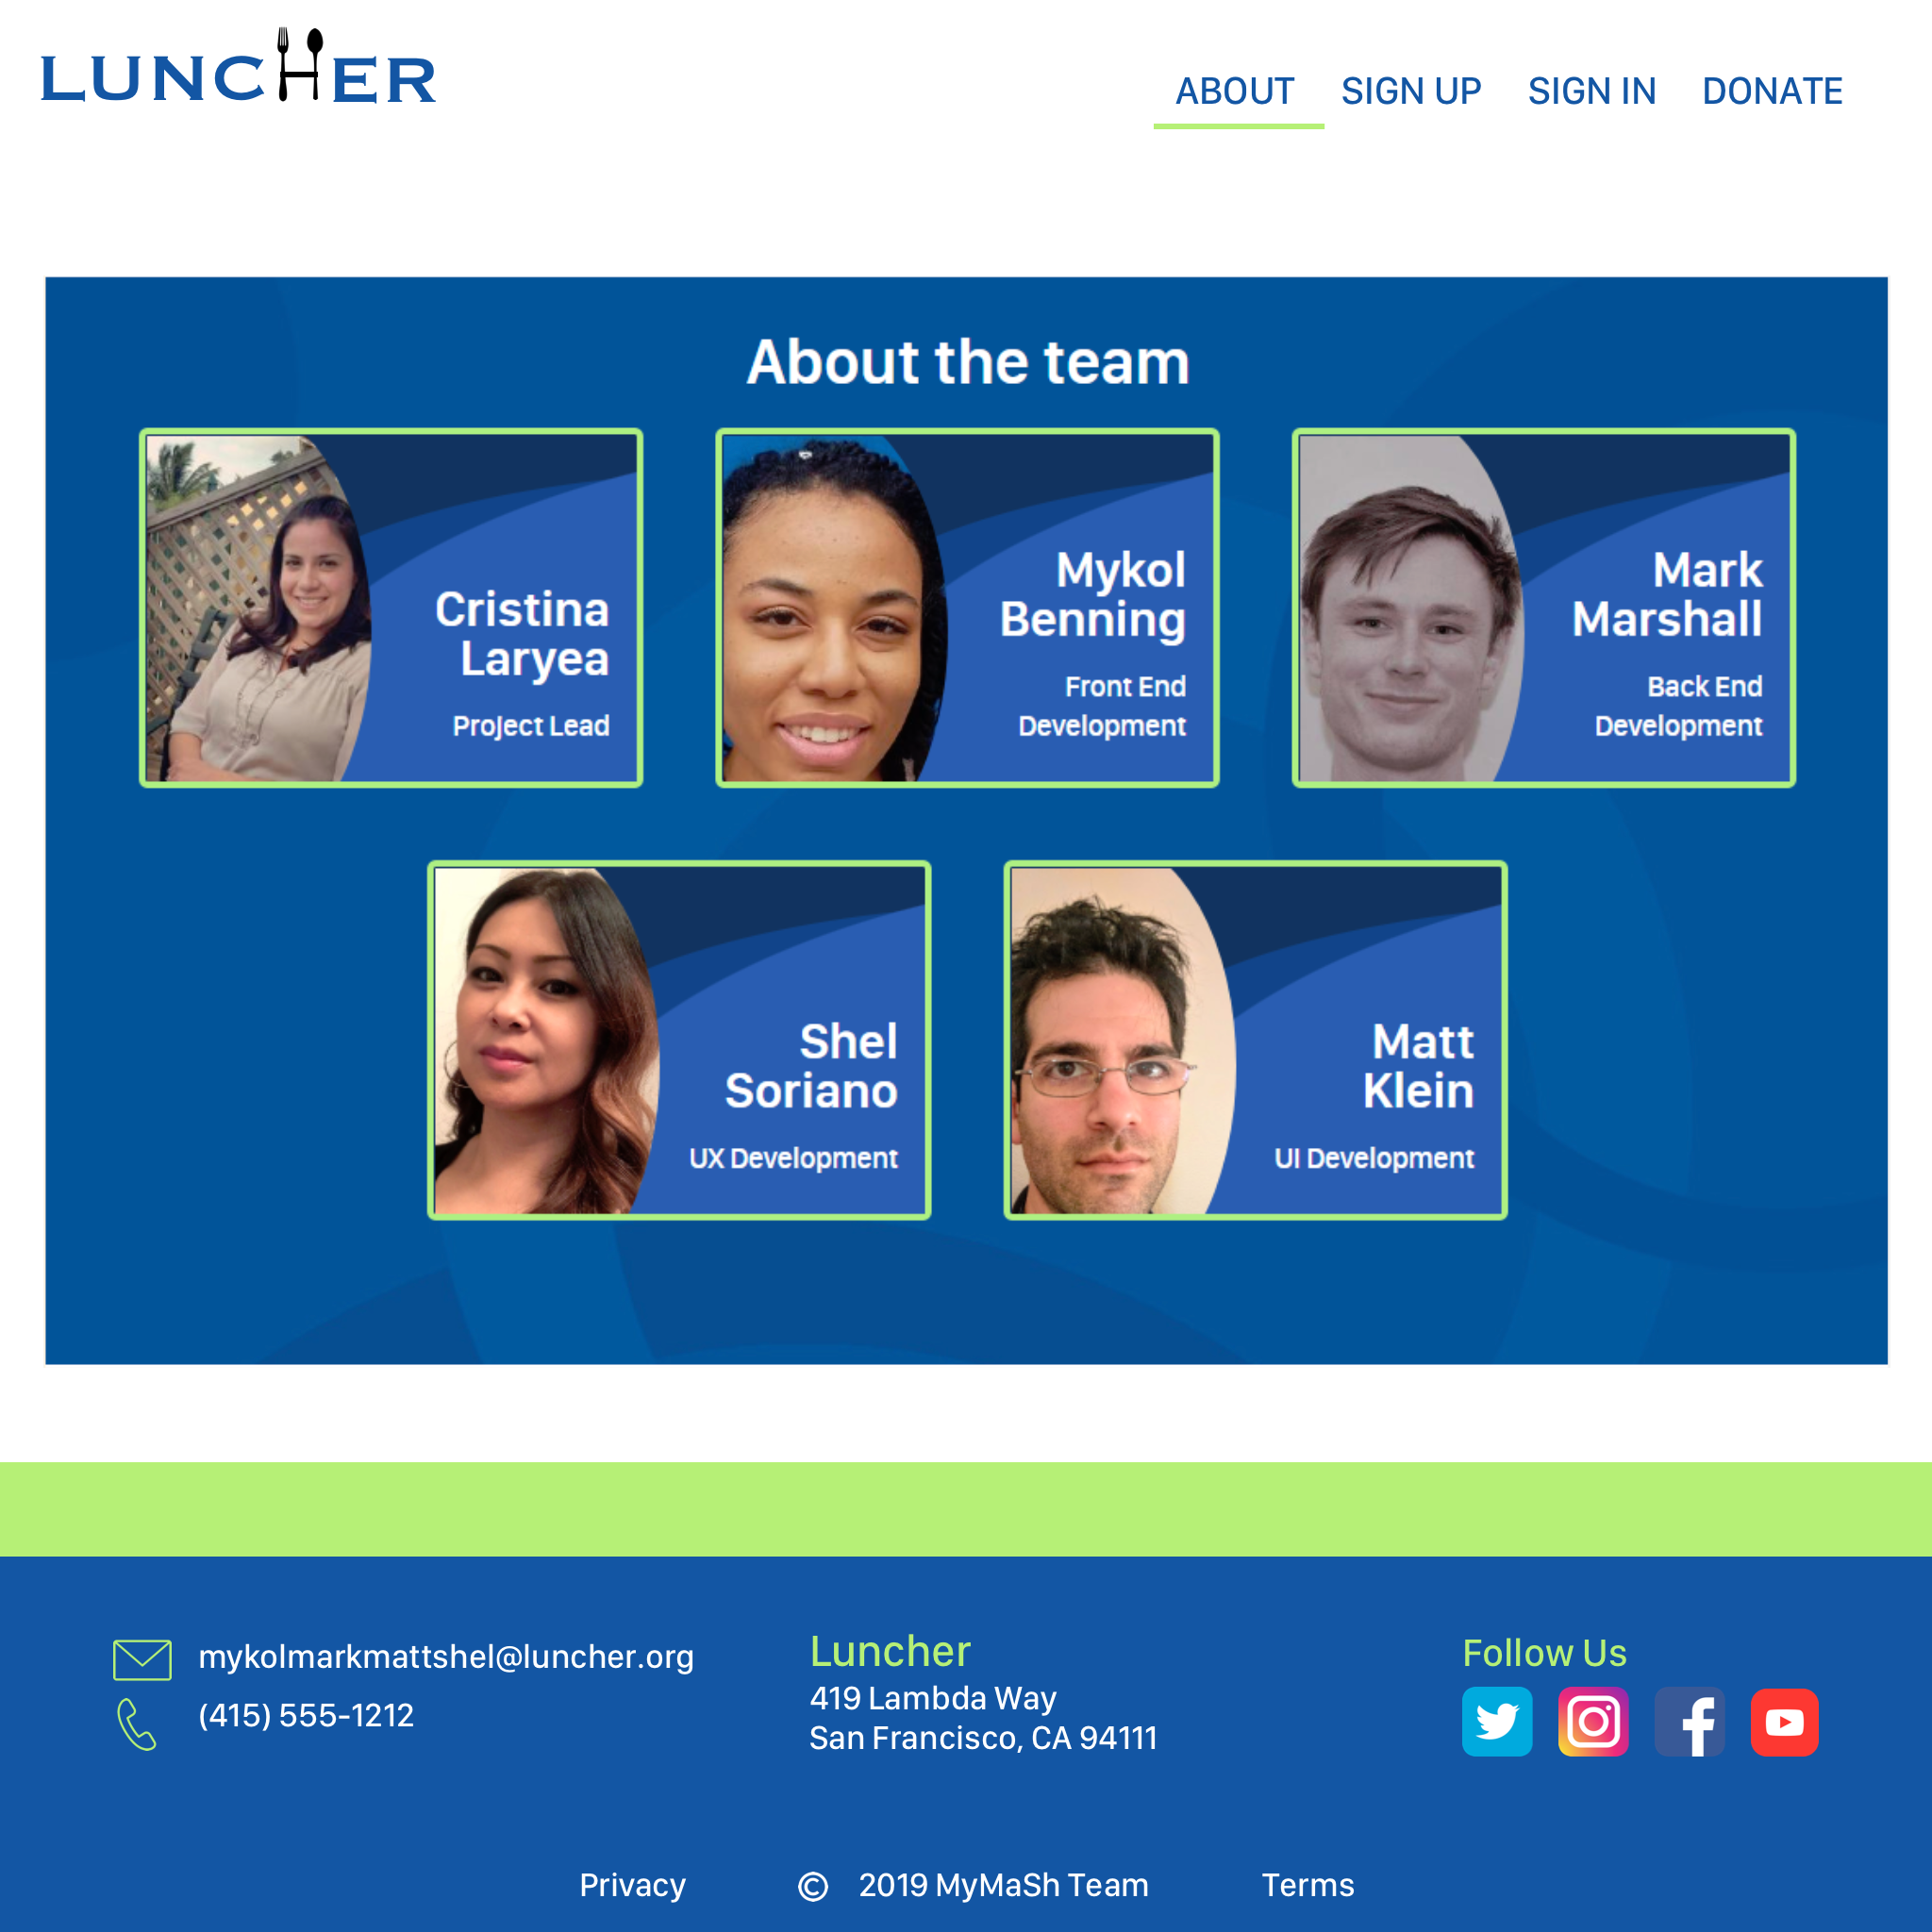 LUNCHER
ABOUT SIGN UP SIGN IN DONATE
About the team
Cristina
Laryea
Project Lead
Mykol
Benning
Front End
Development
Mark
Marshall
Back End
Development
Shel
Soriano
UX Development
Matt
Klein
UI Development
mykolmarkmattshel@luncher.org
(415) 555-1212
Luncher
419 Lambda Way
San Francisco, CA 94111
Follow Us
Privacy © 2019 MyMaSh Team Terms